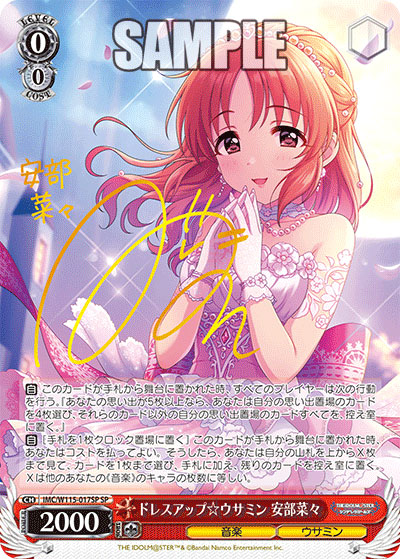 LEVEL
0
0
COST
SAMPLE
安部
菜々
【自】 このカードが手札から舞台に置かれた時、すべてのプレイヤーは次の行動
を行う。『あなたの思い出が5枚以上なら、あなたは自分の思い出置場のカード
を4枚選び、それらのカード以外の自分の思い出置場のカードすべてを、控え室
に置く。』
【自】 ［手札を1枚クロック置場に置く］ このカードが手札から舞台に置かれた時、
あなたはコストを払ってよい。そうしたら、あなたは自分の山札を上からX枚
まで見て、カードを1枚まで選び、手札に加え、残りのカードを控え室に置く。X
はあなたの《音楽》のキャラの枚数に等しい。
CH
IMC/W115-017SP SP
2000
ドレスアップ☆ウサミン 安部菜々
音楽
ウサミン
THE IDOLM@STER™& ©Bandai Namco Entertainment Inc.